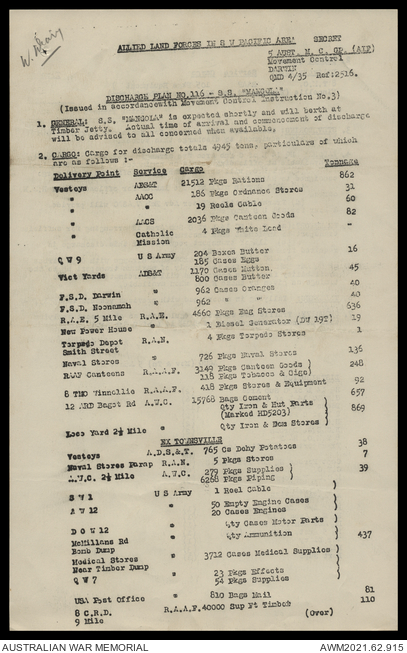 W. Diary
ALLIED LAND FORCES IN S W PACIFIC AREA SECRET
5 AUST. M. C. GP. (AIF)
Movement Control
DARWIN
QMD 4/35 Ref:2516.
DISCHARGE PLAN NO.116 - S.S. "MANGOLA"
(Issued in accordancewith Movement Control Instruction No.3)
1. GENERAL: S.S. "MANGOLA" is expected shortly and will berth at
Timber Jetty. Actual time of arrival and commencement of discharge
will be advised to all concerned when available,
2. CARGO: Cargo for discharge totals 4945 tons, particulars of which
are as follows :-
Delivery Point Service Cargo Tonnage
Vesteys ADS&T 21512 Pkgs Rations 862
" AAOC 186 Pkgs Ordnance Stores 31
" " 19 Reels Cable 60
" AACS 2036 Pkgs Canteen Goods 82
" Catholic Mission 4 Pkgs White Lead -
Q W 9 U S Army 204 Boxes Butter 16
185 Cases Eggs
Vict Yards ADS&T 1170 Cases Mutton 45
800 Cases Butter
" 962 Cases Oranges 40
F.S.D. Darwin " 962 " " 40
F.S.D. Noonamah
R.A.E. 5 Mile R.A.E. 4660 Pkgs Eng Stores 636
New Power House " 1 Diesel Generator (DW 19T) 19
Torpedo Depot R.A.N. 4 Pkgs Torpedo Stores 1
Smith Street
Naval Stores " 726 Pkgs Naval Stores 136
RAAF Canteens R.A.A.F. 3149 Pkgs Canteen Goods ) 248
118 Pkgs Tobacco & Cigs)
8 TMO Winnellie R.A.A.F. 418 Pkgs Stores & Equipment 92
12 ARD Bagot Rd A.W.C. 15768 Bags Cement 657
" Qty Iron & Hut Parts ) 869
(Marked HD5203)
Loco Yard 2½ Mile " Qty Iron & Dom Stores )
EX TOWNSVILLE
Vesteys A.D.S.&T. 765 Cs Dehy Potatoes 38
Naval Stores Parap R.A.N. 5 Pkgs Stores 7
A.W.C. 2½ Mile A.W.C. 279 Pkgs Supplies ) 39
6268 Pkgs Piping )
S W 1 U S Army 1 Reel Cable )
A W 12 " 50 Empty Engine Cases
20 Cases Engines
D O W 12 " Qty Cases Motor Parts )
McMillans Rd " Qty Ammunition ) 437
Bomb Dump
Medical Stores " 3712 Cases Medical Supplies )
Near Timber Dump
Q W 7 " 23 Pkgs Effects
54 Pkgs Supplies )
USA Post Office " 810 Bags Mail 81
8 C.R.D. R.A.A.F. 40000 Sup Ft Timber 110
9 Mile (Over)
AUSTRALIAN WAR MEMORIAL AWM2021.62.915